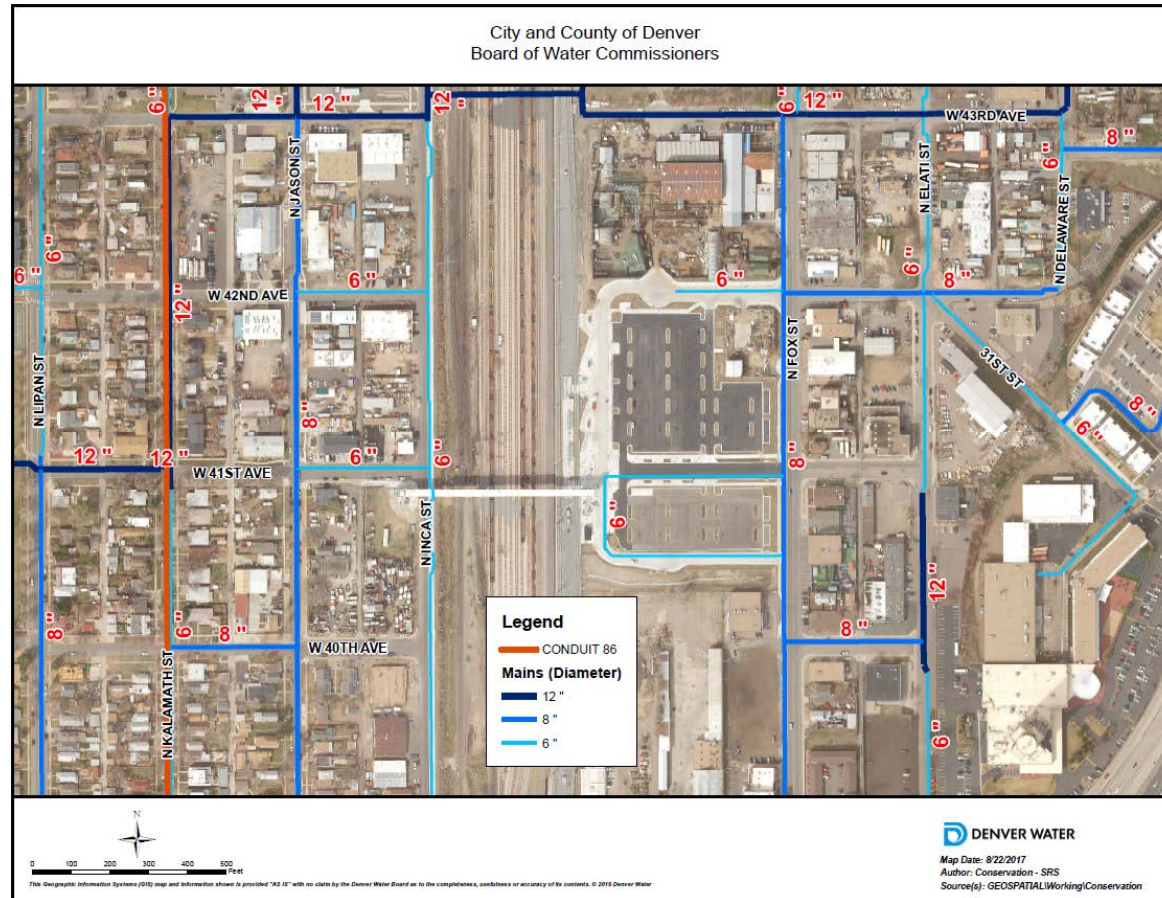 City and County of Denver
Board of Water Commissioners
6 "
12 "
12 "
12 "
6 "
12 "
W 43RD AVE
8 "
6 "
N JASON ST
N ELATI ST
N DELAWARE ST
6 "
6 "
6 "
12 "
W 42ND AVE
6 "
6 "
6 "
8 "
N LIPAN ST
N FOX ST
31ST ST
8 "
8 "
6 "
12 "
12 "
W 41ST AVE
6 "
6 "
8 "
N INCA ST
6 "
12 "
8 "
6 "
8 "
W 40TH AVE
8 "
N KALAMATH ST
6 "
Legend
CONDUIT 86
Mains (Diameter)
12 "
8 "
6 "
N
0 100 200 300 400 500
Feet
This Geographic Information Systems (GIS) map and information shown is provided "AS IS" with no claim by the Denver Water Board as to the completeness, usefulness or accuracy of its contents. © 2016 Denver Water
DENVER WATER
Map Date: 8/22/2017
Author: Conservation - SRS
Source(s): GEOSPATIAL\Working\Conservation